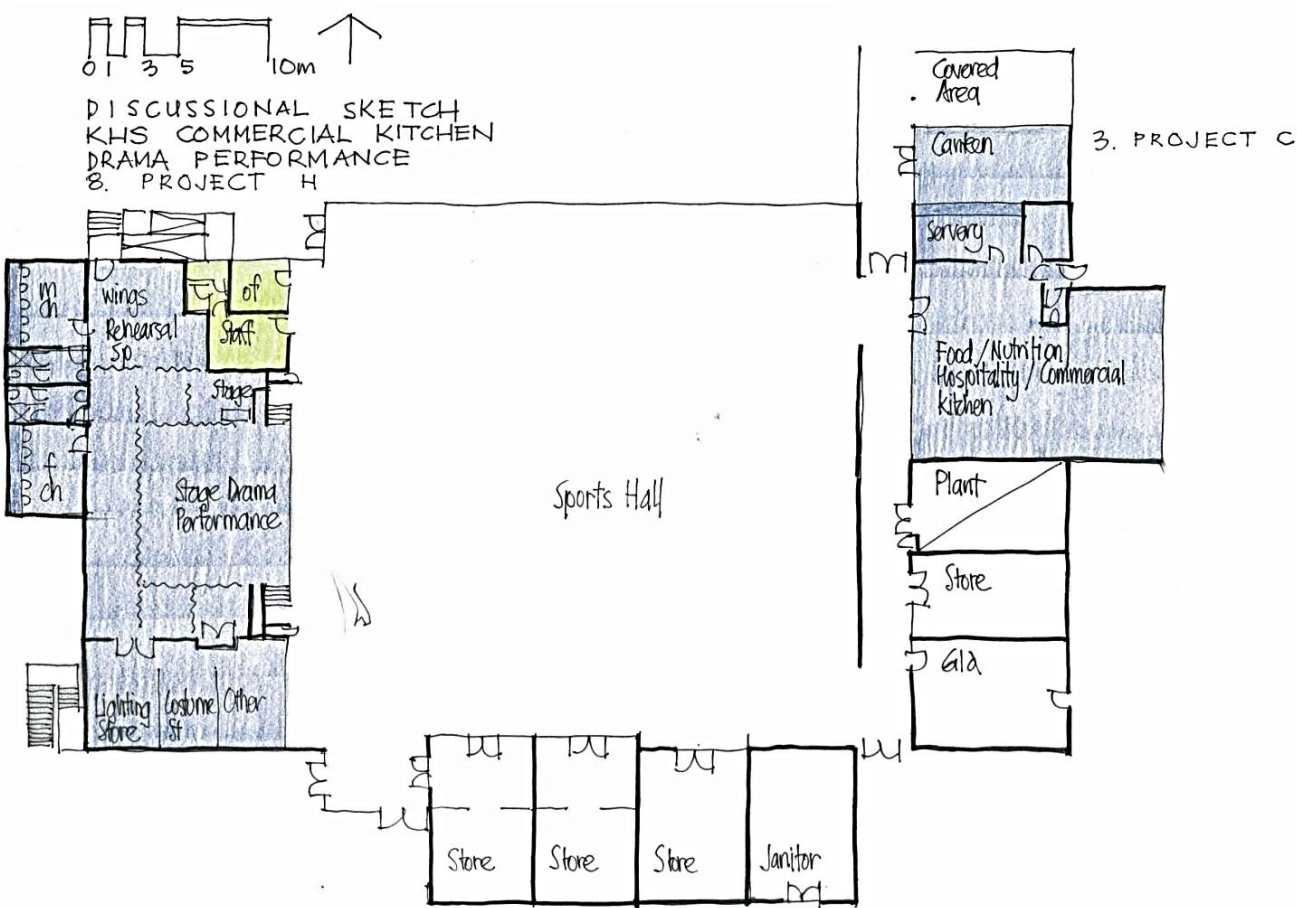 0 1 3 5 10m
DISCUSSIONAL SKETCH
KHS COMMERCIAL KITCHEN
DRAMA PERFORMANCE
8. PROJECT H
Covered
Area
Canteen
3. PROJECT C
Servery
m
ch
wings
Rehearsal
Sp
of
Staff
Stage
Food/Nutrition
Hospitality/Commercial
Kitchen
f
ch
Stage Drama
Performance
Sports Hall
Plant
Store
Gla
Lighting
Store
Costume
St
Other
Store
Store
Store
Janitor